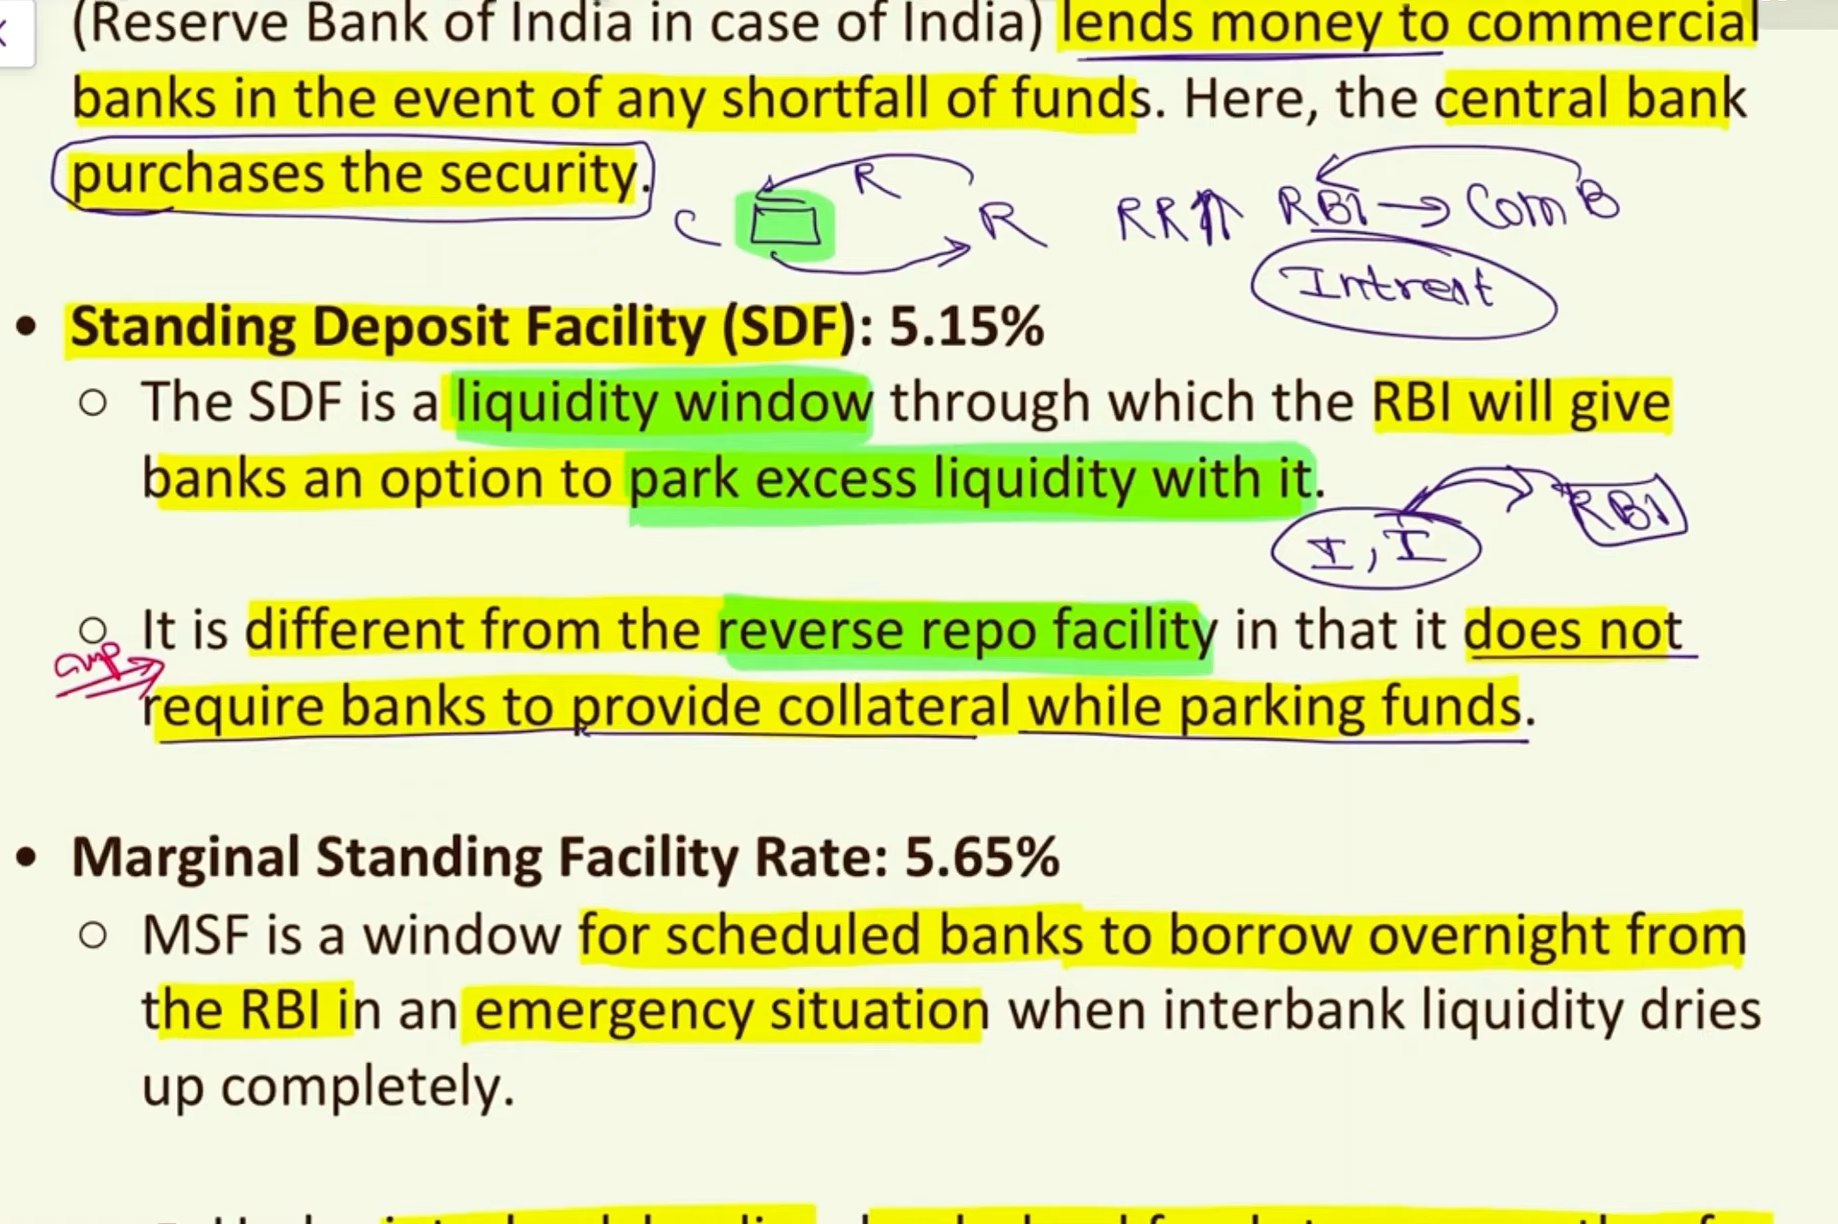 (Reserve Bank of India in case of India) lends money to commercial
banks in the event of any shortfall of funds. Here, the central bank
purchases the security.
R
C R RR↑ RBI → Com B
Intrest
• Standing Deposit Facility (SDF): 5.15%
○ The SDF is a liquidity window through which the RBI will give
banks an option to park excess liquidity with it.
RBI
I, I
○ It is different from the reverse repo facility in that it does not
Imp
require banks to provide collateral while parking funds.
• Marginal Standing Facility Rate: 5.65%
○ MSF is a window for scheduled banks to borrow overnight from
the RBI in an emergency situation when interbank liquidity dries
up completely.